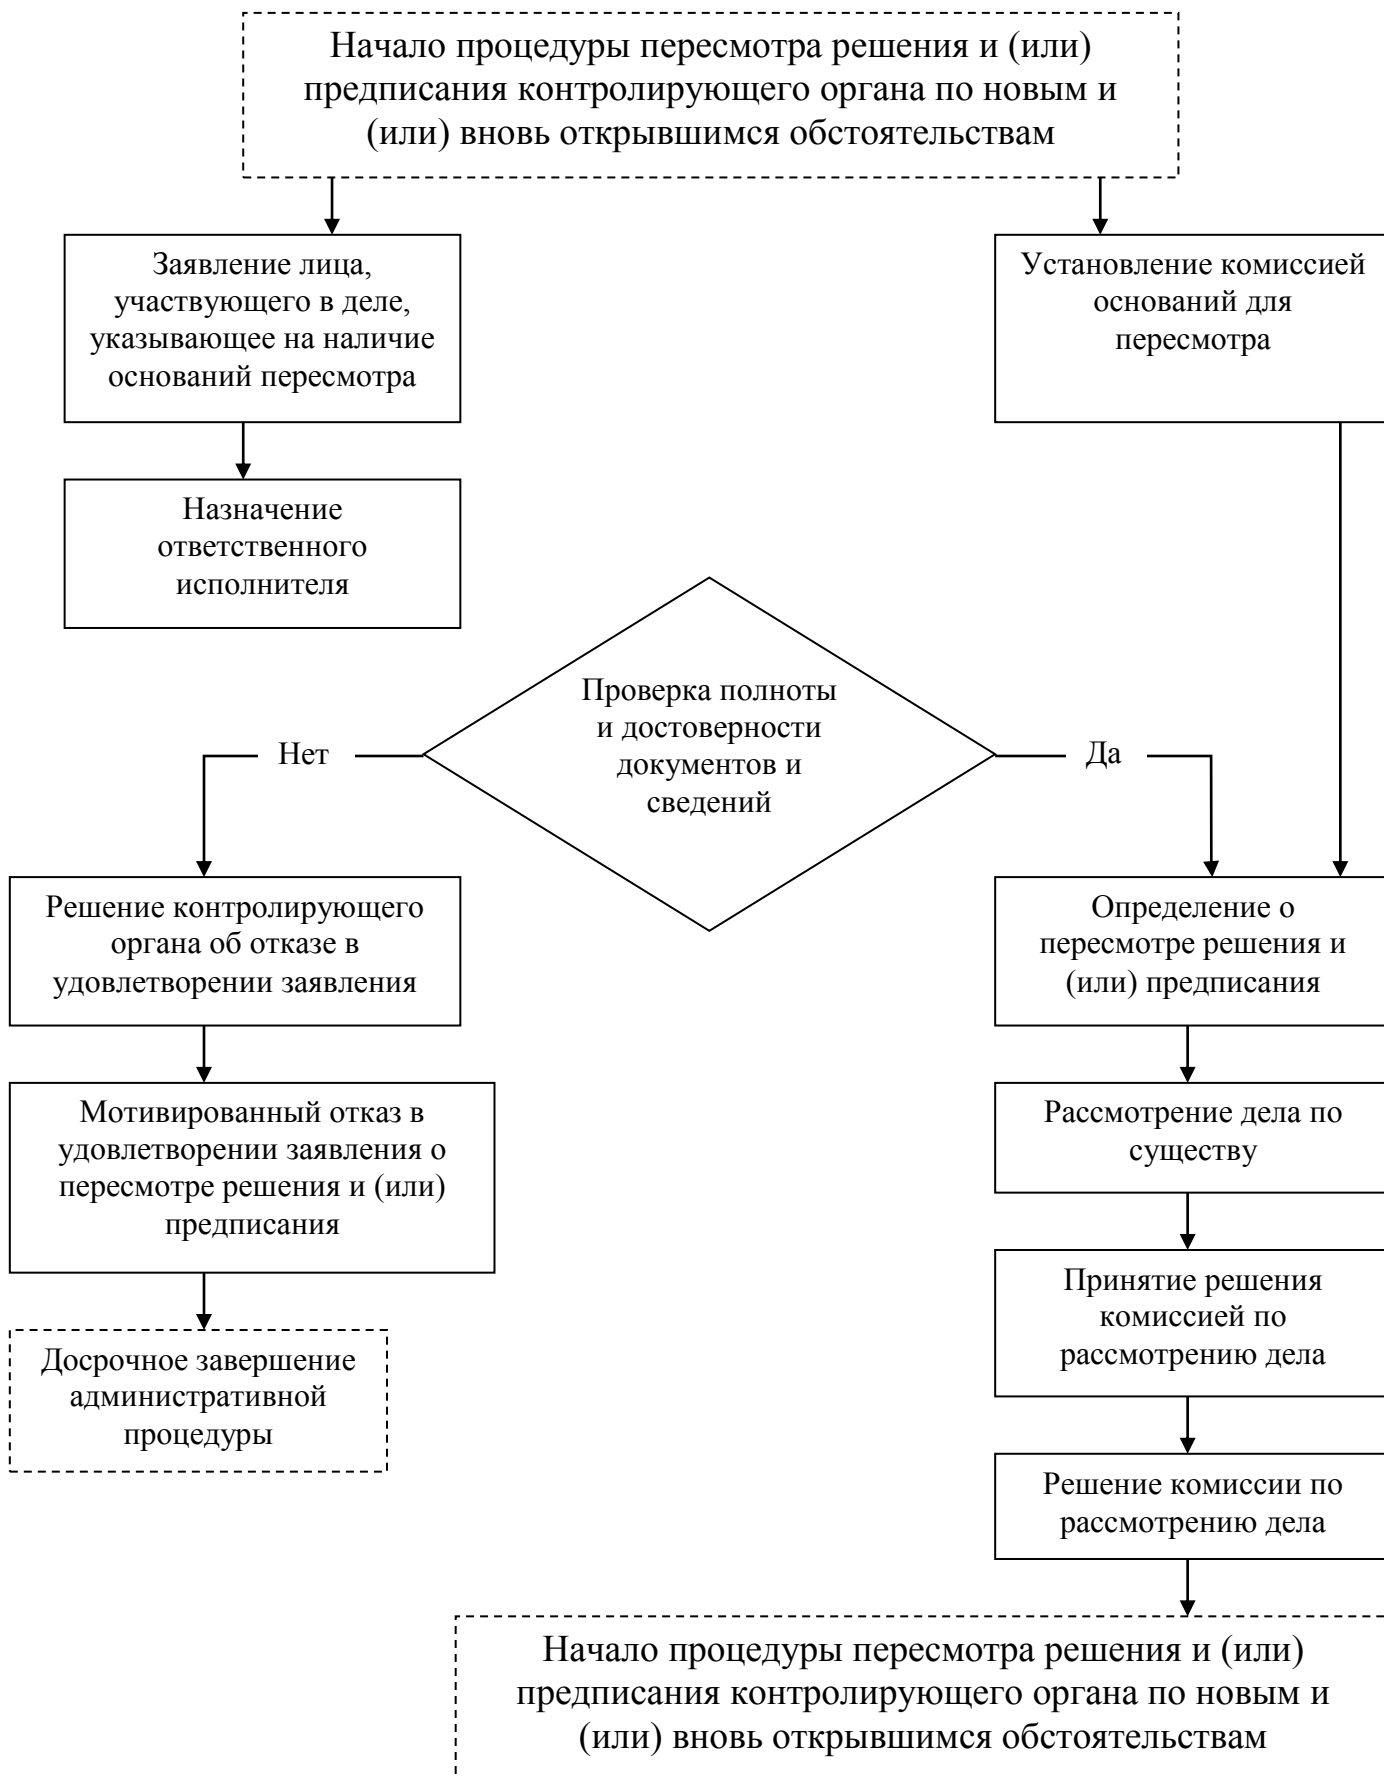 Начало процедуры пересмотра решения и (или)
предписания контролирующего органа по новым и
(или) вновь открывшимся обстоятельствам
Заявление лица,
участвующего в деле,
указывающее на наличие
оснований пересмотра
Установление комиссией
оснований для
пересмотра
Назначение
ответственного
исполнителя
Проверка полноты
и достоверности
документов и
сведений
Нет
Да
Решение контролирующего
органа об отказе в
удовлетворении заявления
Определение о
пересмотре решения и
(или) предписания
Мотивированный отказ в
удовлетворении заявления о
пересмотре решения и (или)
предписания
Рассмотрение дела по
существу
Принятие решения
комиссией по
рассмотрению дела
Досрочное завершение
административной
процедуры
Решение комиссии по
рассмотрению дела
Начало процедуры пересмотра решения и (или)
предписания контролирующего органа по новым и
(или) вновь открывшимся обстоятельствам